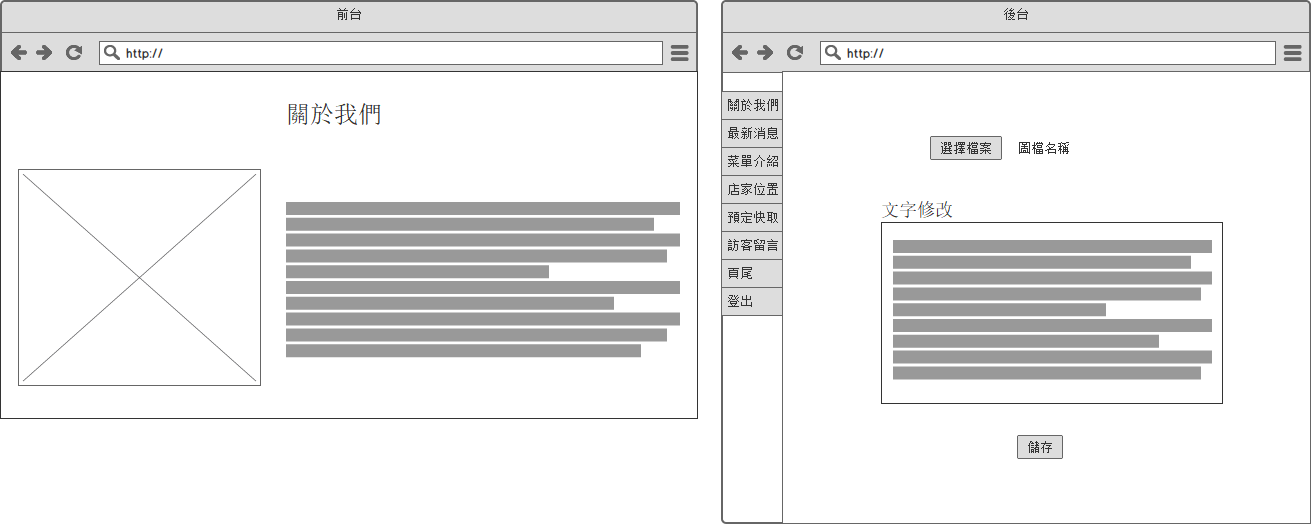 前台
http://
關於我們
後台
http://
關於我們
最新消息
菜單介紹
店家位置
預定快取
訪客留言
頁尾
登出
選擇檔案 圖檔名稱
文字修改
儲存